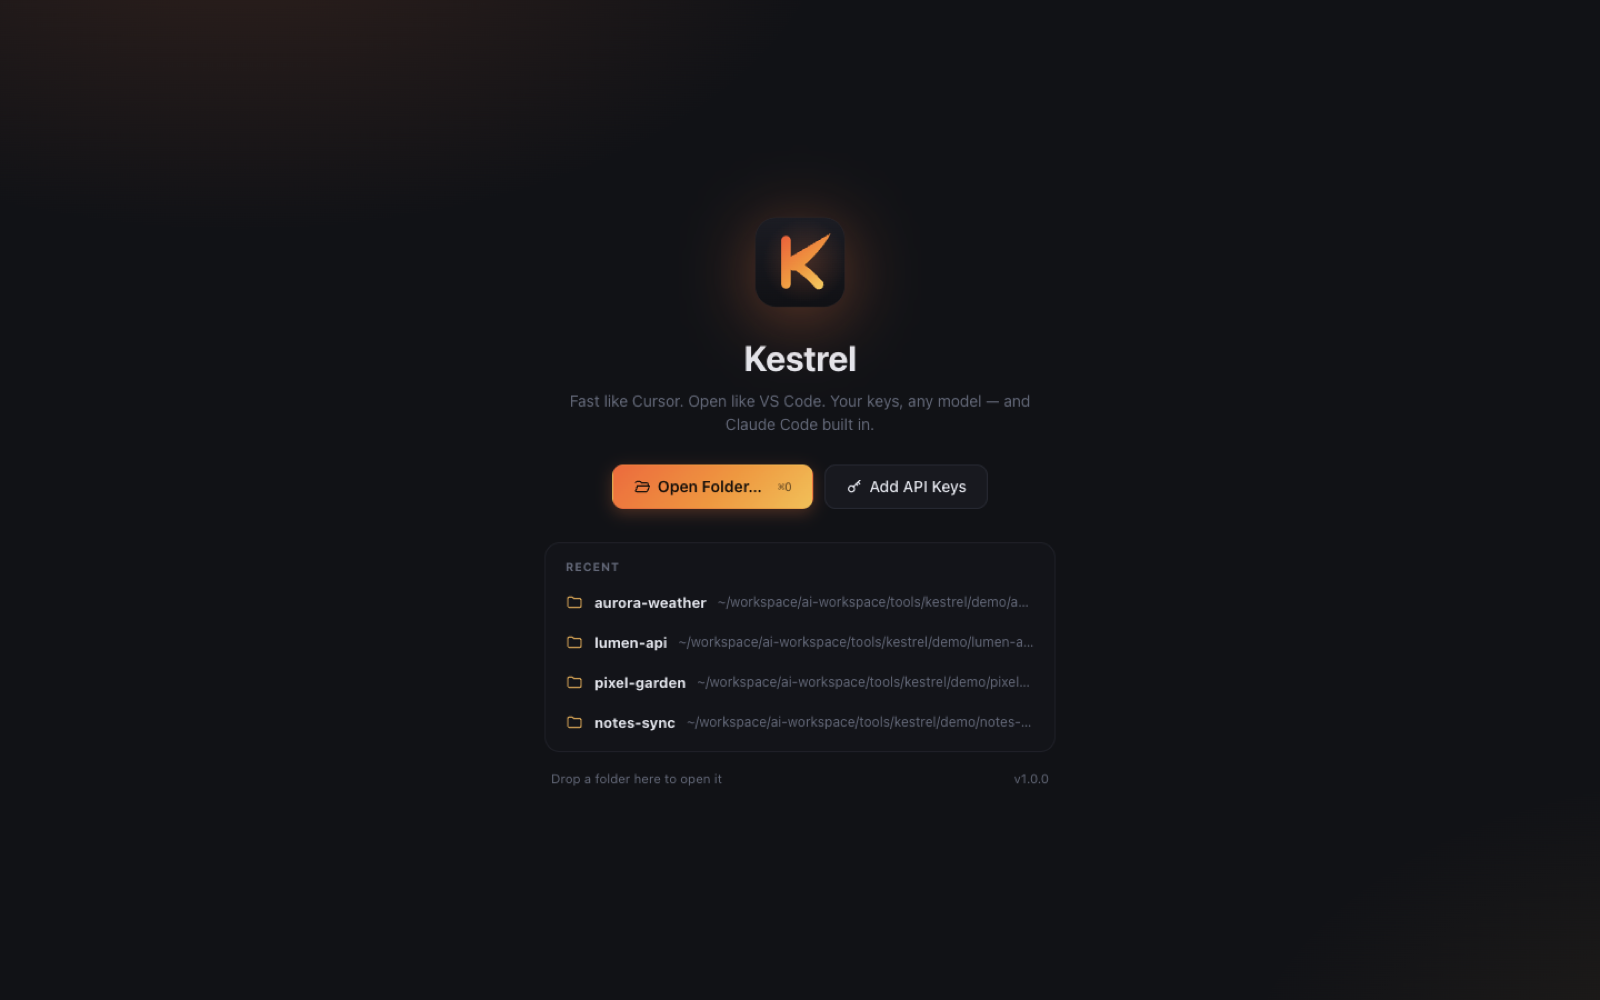 Kestrel
Fast like Cursor. Open like VS Code. Your keys, any model — and
Claude Code built in.
Open Folder... ⌘O
Add API Keys
RECENT
aurora-weather ~/workspace/ai-workspace/tools/kestrel/demo/a...
lumen-api ~/workspace/ai-workspace/tools/kestrel/demo/lumen-a...
pixel-garden ~/workspace/ai-workspace/tools/kestrel/demo/pixel...
notes-sync ~/workspace/ai-workspace/tools/kestrel/demo/notes-...
Drop a folder here to open it
v1.0.0